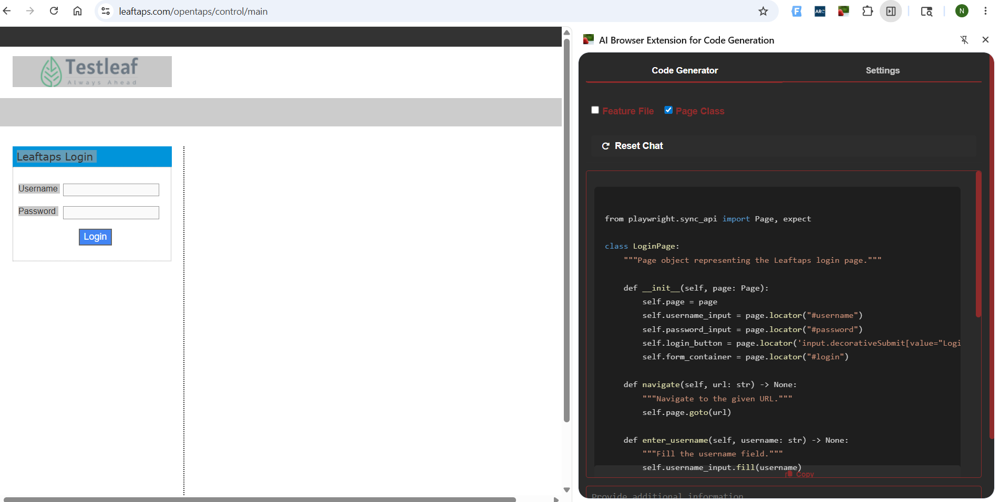 leaftaps.com/opentaps/control/main
ARC
N
Testleaf
Always Ahead
Leaftaps Login
Username
Password
Login
AI Browser Extension for Code Generation
Code Generator
Settings
Feature File
Page Class
Reset Chat
from playwright.sync_api import Page, expect
class LoginPage:
"""Page object representing the Leaftaps login page."""
def __init__(self, page: Page):
self.page = page
self.username_input = page.locator("#username")
self.password_input = page.locator("#password")
self.login_button = page.locator('input.decorativeSubmit[value="Logi
self.form_container = page.locator("#login")
def navigate(self, url: str) -> None:
"""Navigate to the given URL."""
self.page.goto(url)
def enter_username(self, username: str) -> None:
"""Fill the username field."""
self.username_input.fill(username)
Copy
Provide additional information